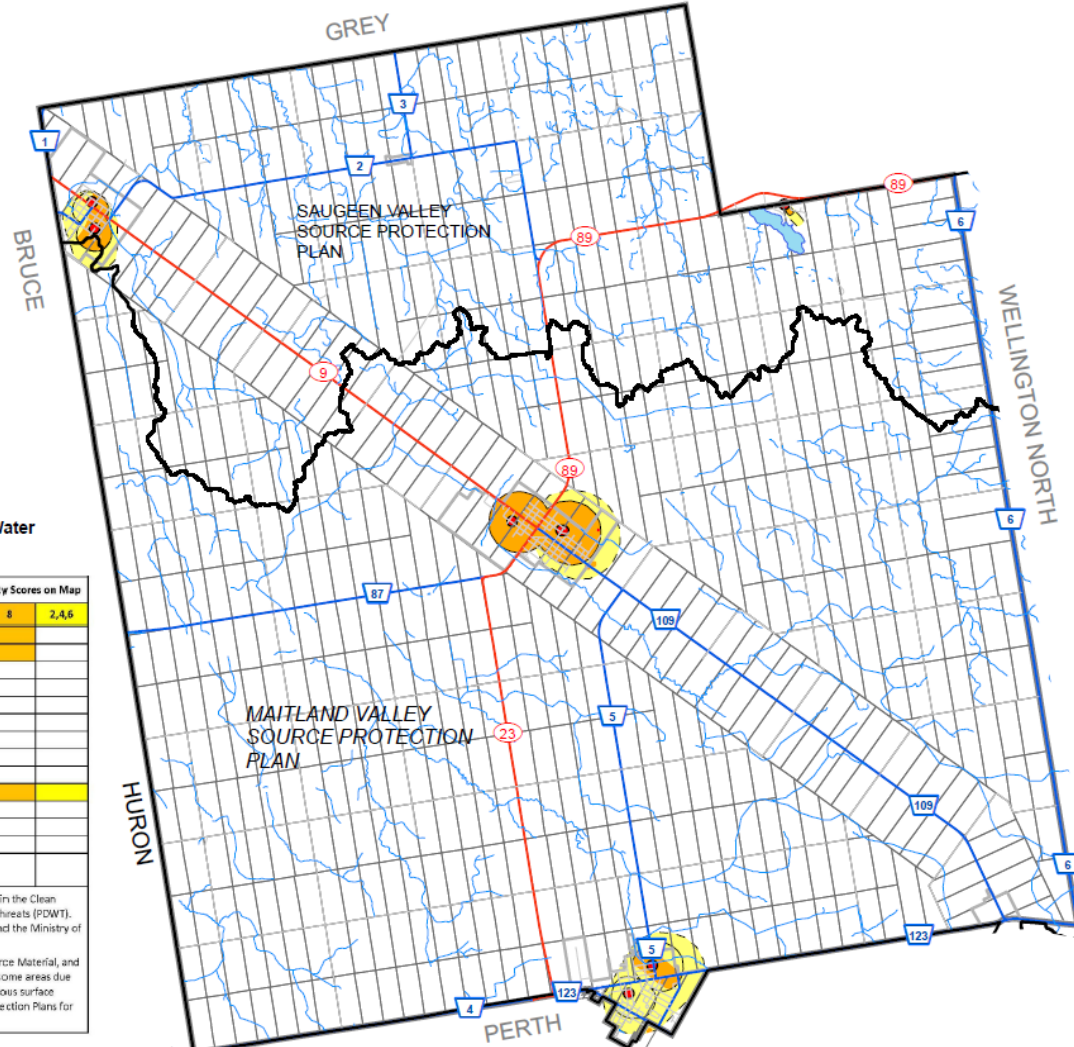 GREY
3
1
2
89
SAUGEEN VALLEY
SOURCE PROTECTION
PLAN
6
89
BRUCE
WELLINGTON NORTH
9
89
6
y Scores on Map
8
2,4,6
87
109
MAITLAND VALLEY
SOURCE PROTECTION
PLAN
5
23
HURON
109
6
in the Clean
hreats (PDWT).
nd the Ministry of
rce Material, and
ome areas due
ous surface
ection Plans for
5
123
123
4
PERTH